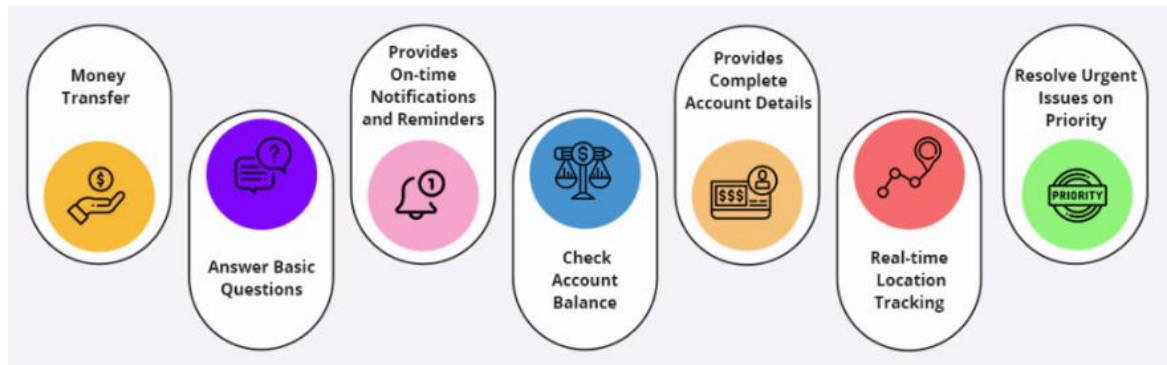 Money
Transfer
$
?
Answer Basic
Questions
Provides
On-time
Notifications
and Reminders
1
$
Check
Account
Balance
Provides
Complete
Account Details
$$$
Real-time
Location
Tracking
Resolve Urgent
Issues on
Priority
PRIORITY